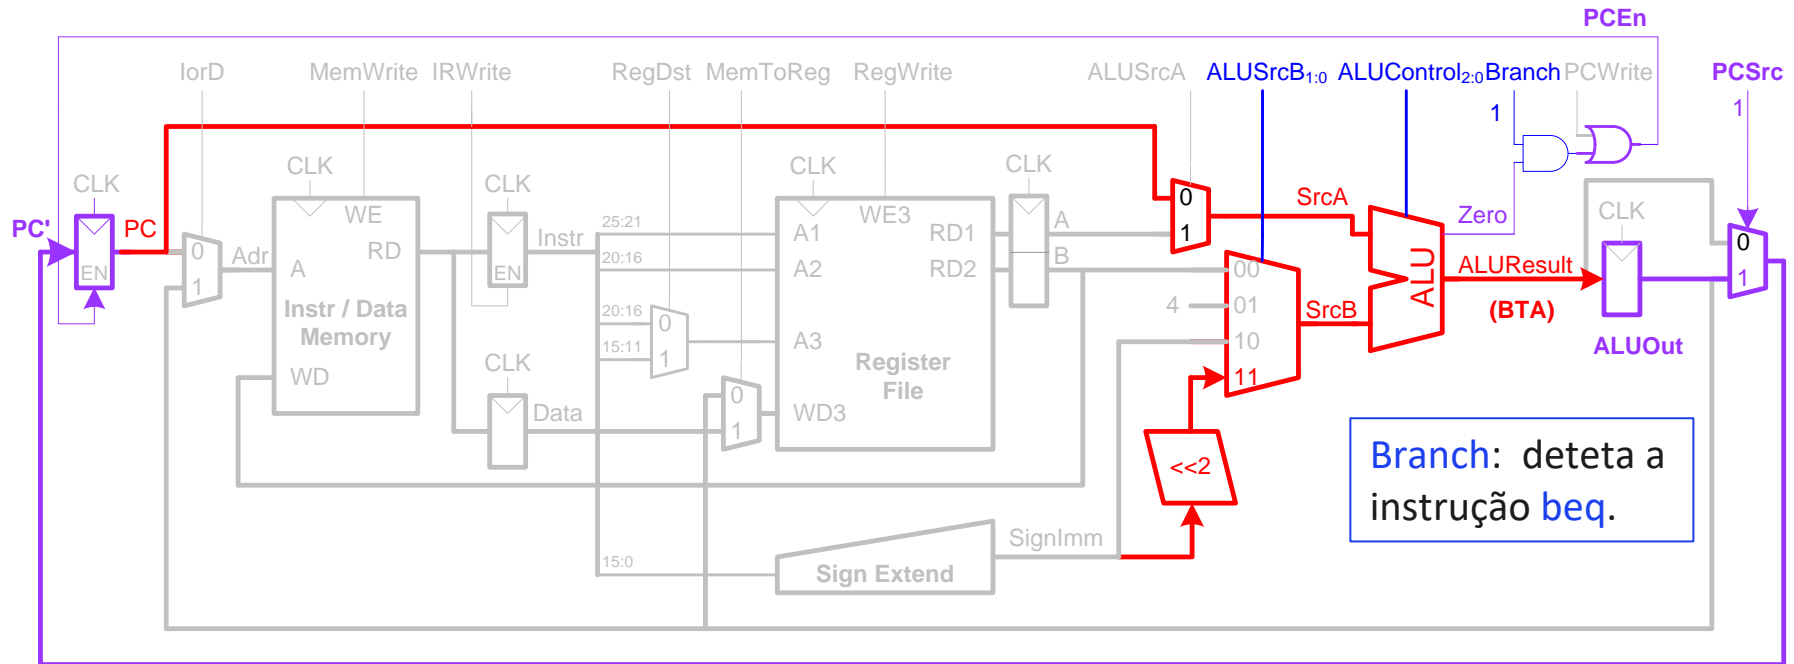 PCEn
IorD MemWrite IRWrite RegDst MemToReg RegWrite ALUSrcA ALUSrcB1:0 ALUControl2:0 Branch PCWrite PCSrc
1 1
CLK CLK CLK CLK CLK CLK
PC' PC EN
0 1 Adr
WE A RD
Instr / Data
Memory
WD
EN Instr
CLK
Data
25:21
20:16
20:16
15:11
15:0
0 1
0 1
WE3
A1 RD1
A2 RD2
A3
Register
File
WD3
A
B
0 1
SrcA
4
00
01
10
11
SrcB
ALU
Zero
ALUResult
(BTA)
CLK
ALUOut
0
1
<<2
SignImm
Sign Extend
Branch: deteta a
instrução beq.